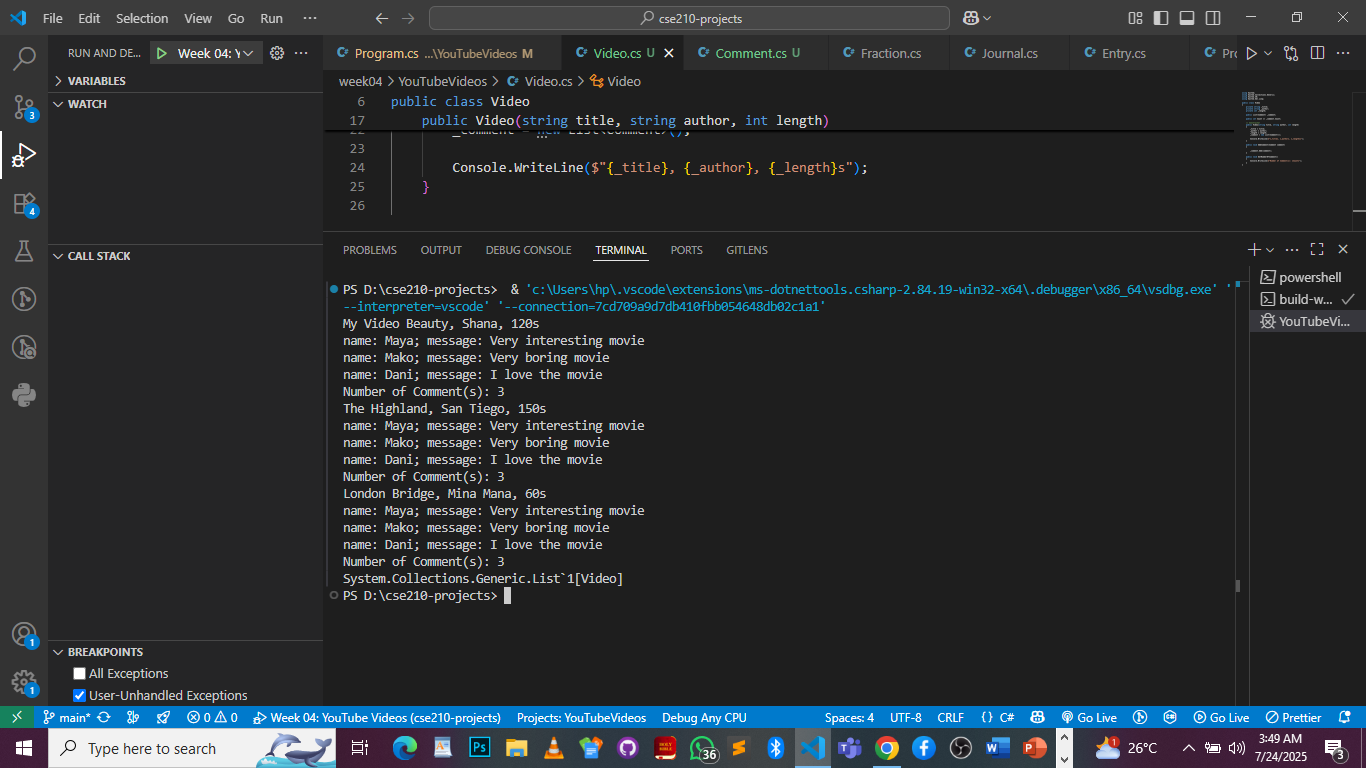 File Edit Selection View Go Run ··· cse210-projects
RUN AND DE... Week 04: Y
Program.cs ...\YouTubeVideos M Video.cs U Comment.cs U Fraction.cs Journal.cs Entry.cs
VARIABLES
week04 > YouTubeVideos > Video.cs > Video
WATCH
6 public class Video
17 public Video(string title, string author, int length)
22 _comment = new List<Comment>();
23
24 Console.WriteLine($"{_title}, {_author}, {_length}s");
25 }
26
PROBLEMS OUTPUT DEBUG CONSOLE TERMINAL PORTS GITLENS
CALL STACK
PS D:\cse210-projects> & 'c:\Users\hp\.vscode\extensions\ms-dotnettools.csharp-2.84.19-win32-x64\.debugger\x86_64\vsdbg.exe' '
--interpreter=vscode' '--connection=7cd709a9d7db410fbb054648db02c1a1'
My Video Beauty, Shana, 120s
name: Maya; message: Very interesting movie
name: Mako; message: Very boring movie
name: Dani; message: I love the movie
Number of Comment(s): 3
The Highland, San Tiego, 150s
name: Maya; message: Very interesting movie
name: Mako; message: Very boring movie
name: Dani; message: I love the movie
Number of Comment(s): 3
London Bridge, Mina Mana, 60s
name: Maya; message: Very interesting movie
name: Mako; message: Very boring movie
name: Dani; message: I love the movie
Number of Comment(s): 3
System.Collections.Generic.List`1[Video]
PS D:\cse210-projects>
powershell
build-w...
YouTubeVi...
3
4
1
1
BREAKPOINTS
All Exceptions
User-Unhandled Exceptions
main* 0 0 Week 04: YouTube Videos (cse210-projects) Projects: YouTubeVideos Debug Any CPU Spaces: 4 UTF-8 CRLF {} C# Go Live Go Live Prettier
Type here to search
Ps
HOLY BIBLE
36
26°C
3:49 AM
7/24/2025
3